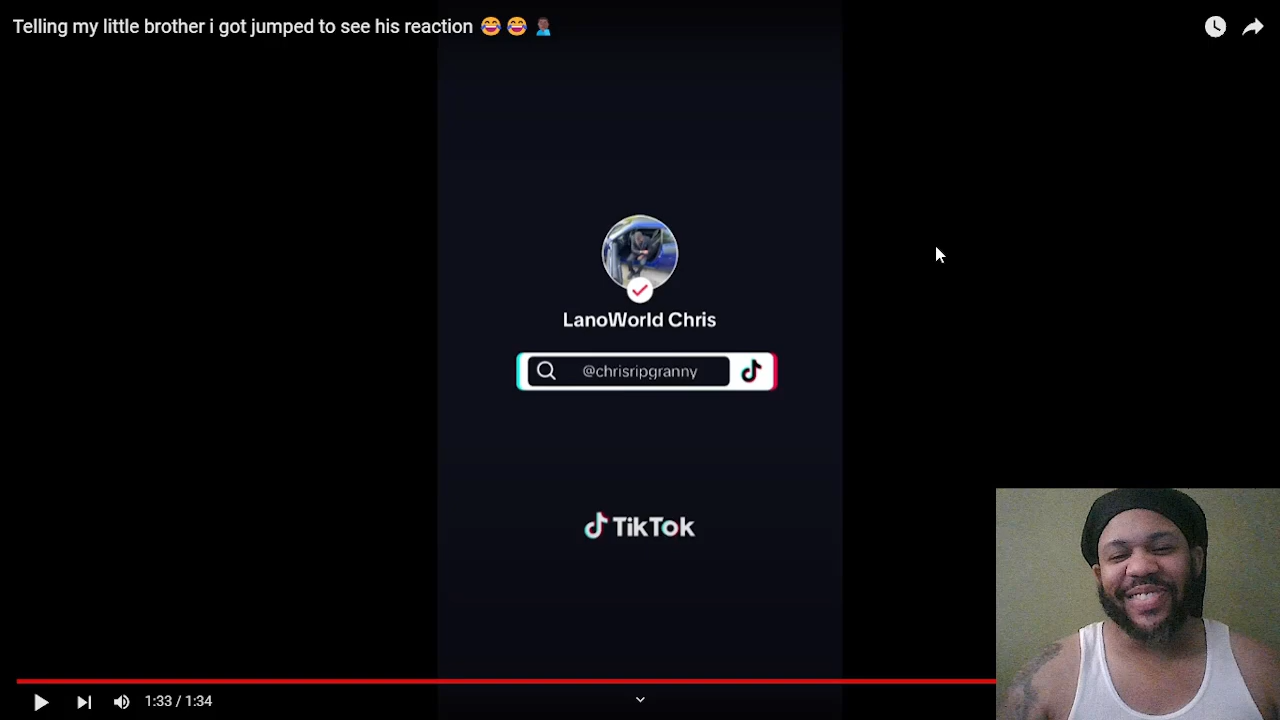 Telling my little brother i got jumped to see his reaction 😂 😂 🤦🏿‍♂️
LanoWorld Chris
@chrisripgranny
TikTok
1:33 / 1:34